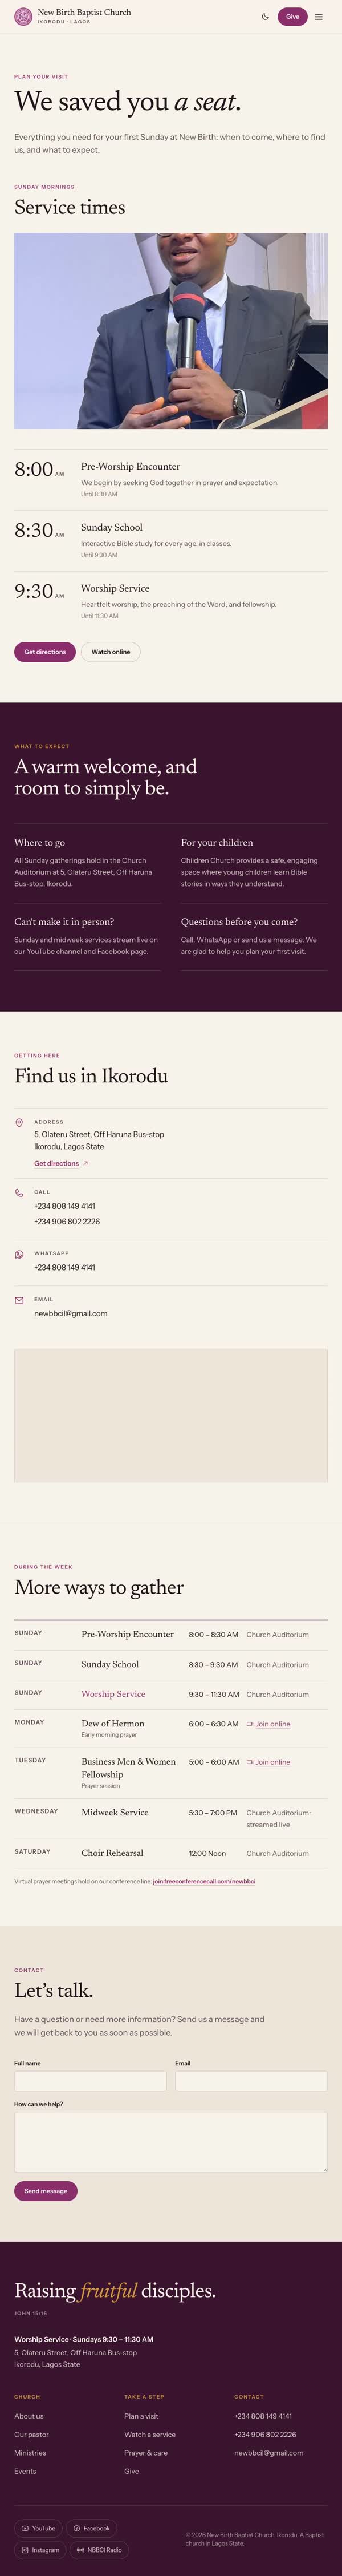 New Birth Baptist Church
IKORODU · LAGOS
Give
PLAN YOUR VISIT
We saved you a seat.
Everything you need for your first Sunday at New Birth: when to come, where to find
us, and what to expect.
SUNDAY MORNINGS
Service times
8:00 AM
Pre-Worship Encounter
We begin by seeking God together in prayer and expectation.
Until 8:30 AM
8:30 AM
Sunday School
Interactive Bible study for every age, in classes.
Until 9:30 AM
9:30 AM
Worship Service
Heartfelt worship, the preaching of the Word, and fellowship.
Until 11:30 AM
Get directions
Watch online
WHAT TO EXPECT
A warm welcome, and
room to simply be.
Where to go
All Sunday gatherings hold in the Church
Auditorium at 5, Olateru Street, Off Haruna
Bus-stop, Ikorodu.
For your children
Children Church provides a safe, engaging
space where young children learn Bible
stories in ways they understand.
Can't make it in person?
Sunday and midweek services stream live on
our YouTube channel and Facebook page.
Questions before you come?
Call, WhatsApp or send us a message. We
are glad to help you plan your first visit.
GETTING HERE
Find us in Ikorodu
ADDRESS
5, Olateru Street, Off Haruna Bus-stop
Ikorodu, Lagos State
Get directions
CALL
+234 808 149 4141
+234 906 802 2226
WHATSAPP
+234 808 149 4141
EMAIL
newbbcil@gmail.com
DURING THE WEEK
More ways to gather
SUNDAY Pre-Worship Encounter 8:00 – 8:30 AM Church Auditorium
SUNDAY Sunday School 8:30 – 9:30 AM Church Auditorium
SUNDAY Worship Service 9:30 – 11:30 AM Church Auditorium
MONDAY Dew of Hermon 6:00 – 6:30 AM Join online
Early morning prayer
TUESDAY Business Men & Women 5:00 – 6:00 AM Join online
Fellowship
Prayer session
WEDNESDAY Midweek Service 5:30 – 7:00 PM Church Auditorium ·
streamed live
SATURDAY Choir Rehearsal 12:00 Noon Church Auditorium
Virtual prayer meetings hold on our conference line: join.freeconferencecall.com/newbbci
CONTACT
Let's talk.
Have a question or need more information? Send us a message and
we will get back to you as soon as possible.
Full name
Email
How can we help?
Send message
Raising fruitful disciples.
JOHN 15:16
Worship Service · Sundays 9:30 – 11:30 AM
5, Olateru Street, Off Haruna Bus-stop
Ikorodu, Lagos State
CHURCH
About us
Our pastor
Ministries
Events
TAKE A STEP
Plan a visit
Watch a service
Prayer & care
Give
CONTACT
+234 808 149 4141
+234 906 802 2226
newbbcil@gmail.com
YouTube
Facebook
Instagram
NBBCI Radio
© 2026 New Birth Baptist Church, Ikorodu. A Baptist
church in Lagos State.